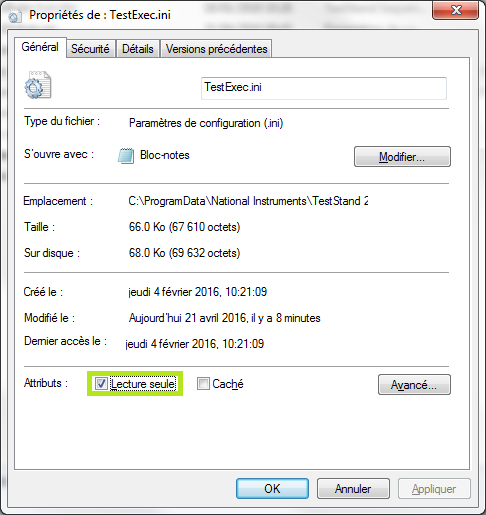 Propriétés de : TestExec.ini
Général Sécurité Détails Versions précédentes
TestExec.ini
Type du fichier : Paramètres de configuration (.ini)
S'ouvre avec : Bloc-notes Modifier...
Emplacement : C:\ProgramData\National Instruments\TestStand 2
Taille : 66.0 Ko (67 610 octets)
Sur disque : 68.0 Ko (69 632 octets)
Créé le : jeudi 4 février 2016, 10:21:09
Modifié le : Aujourd'hui 21 avril 2016, il y a 8 minutes
Dernier accès le : jeudi 4 février 2016, 10:21:09
Attributs : Lecture seule Caché Avancé...
OK Annuler Appliquer